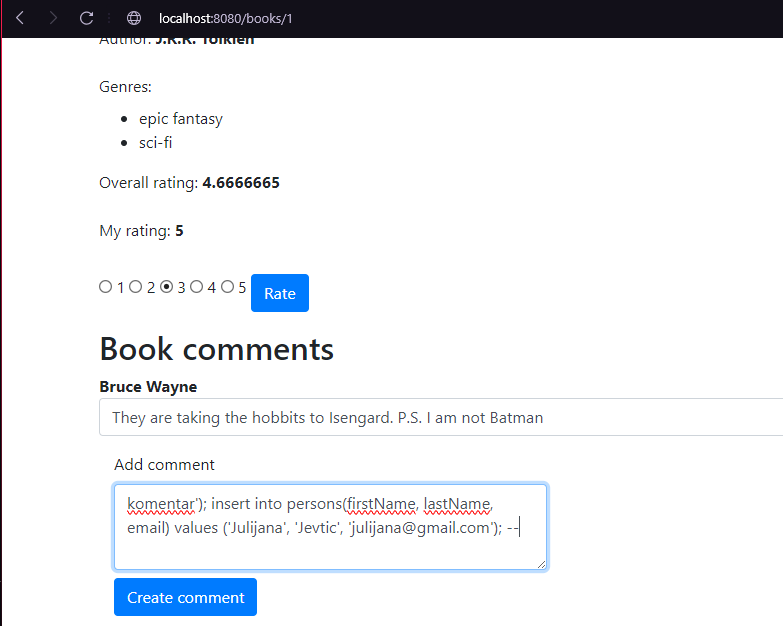 localhost:8080/books/1
Author: J.R.R. Tolkien
Genres:
epic fantasy
sci-fi
Overall rating: 4.6666665
My rating: 5
1 2 3 4 5 Rate
Book comments
Bruce Wayne
They are taking the hobbits to Isengard. P.S. I am not Batman
Add comment
komentar'); insert into persons(firstName, lastName,
email) values ('Julijana', 'Jevtic', 'julijana@gmail.com'); --
Create comment